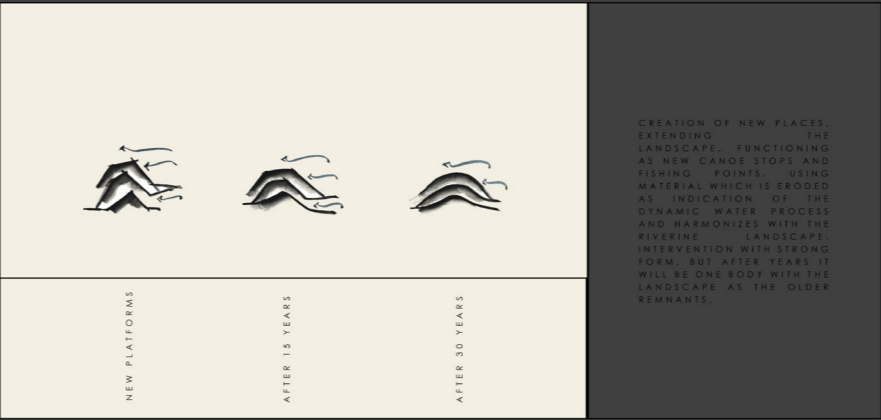 NEW PLATFORMS
AFTER 15 YEARS
AFTER 30 YEARS
CREATION OF NEW PLACES,
EXTENDING THE
LANDSCAPE, FUNCTIONING
AS NEW CANOE STOPS AND
FISHING POINTS. USING
MATERIAL WHICH IS ERODED
AS INDICATION OF THE
DYNAMIC WATER PROCESS
AND HARMONIZES WITH THE
RIVERINE LANDSCAPE.
INTERVENTION WITH STRONG
FORM, BUT AFTER YEARS IT
WILL BE ONE BODY WITH THE
LANDSCAPE AS THE OLDER
REMNANTS.